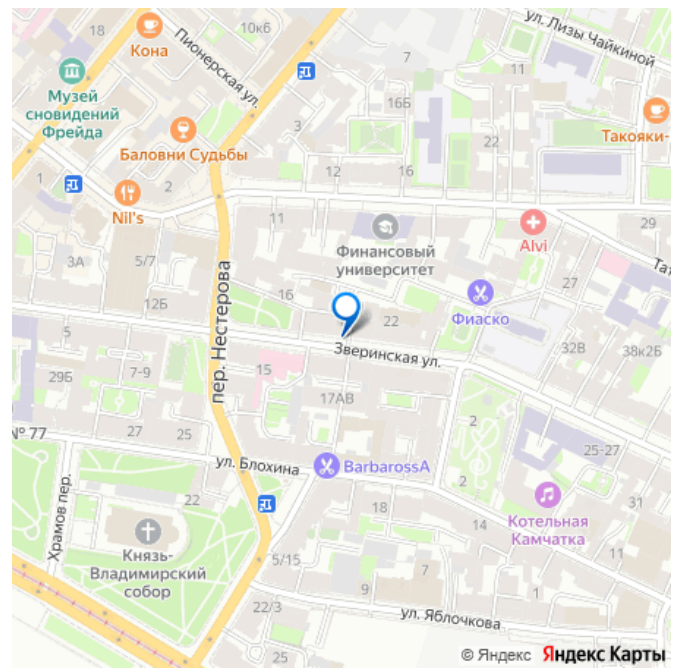 18
Кона
Пионерская ул.
10к6
ул. Лизы Чайкиной
7
11
Музей
сновидений
Фрейда
3
16Б
22
Такояки-
Баловни Судьбы
1
2
12
16
Nil's
11
Финансовый
университет
Alvi
29
Тат
3А
5/7
пер. Нестерова
16
27
12Б
22
Фиаско
5
Зверинская ул.
32В
38к2Б
7-9
15
29Б
17АВ
2
№ 77
27
25
2
25-27
ул. Блохина
BarbarossA
22
Храмов пер.
18
14
Котельная
Камчатка
31
Князь-
Владимирский
собор
5/15
11
7
9
1
22/3
ул. Яблочкова
25
© Яндекс Яндекс Карты